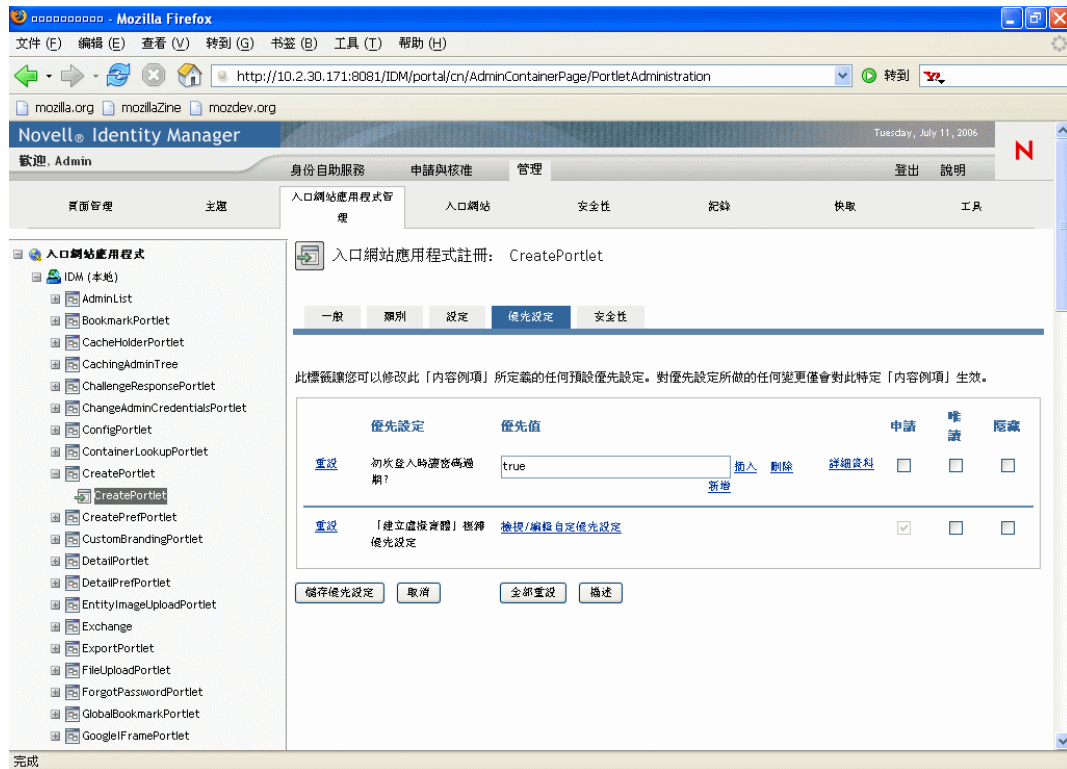 ▯▯▯▯▯▯▯▯▯▯ - Mozilla Firefox
文件 (F) 编辑 (E) 查看 (V) 转到 (G) 书签 (B) 工具 (T) 帮助 (H)
http://10.2.30.171:8081/IDM/portal/cn/AdminContainerPage/PortletAdministration 转到
mozilla.org mozillaZine mozdev.org
Novell® Identity Manager
Tuesday, July 11, 2006
N
歡迎, Admin
身份自助服務 申請與核准 管理 登出 說明
頁面管理 主題 入口網站應用程式管理 入口網站 安全性 記錄 快取 工具
入口網站應用程式
IDM (本地)
AdminList
BookmarkPortlet
CacheHolderPortlet
CachingAdminTree
ChallengeResponsePortlet
ChangeAdminCredentialsPortlet
ConfigPortlet
ContainerLookupPortlet
CreatePortlet
CreatePortlet
CreatePrefPortlet
CustomBrandingPortlet
DetailPortlet
DetailPrefPortlet
EntityImageUploadPortlet
Exchange
ExportPortlet
FileUploadPortlet
ForgotPasswordPortlet
GlobalBookmarkPortlet
GoogleIFramePortlet
入口網站應用程式註冊: CreatePortlet
一般 類別 設定 優先設定 安全性
此標籤讓您可以修改此「內容例項」所定義的任何預設優先設定。對優先設定所做的任何變更僅會對此特定「內容例項」生效。
優先設定 優先值 申請 唯讀 隱藏
重設 初次登入時讓密碼過期? true 插入 刪除 詳細資料
新增
重設 「建立虛擬實體」複雜優先設定 檢視/編輯自定優先設定
儲存優先設定 取消 全部重設 描述
完成